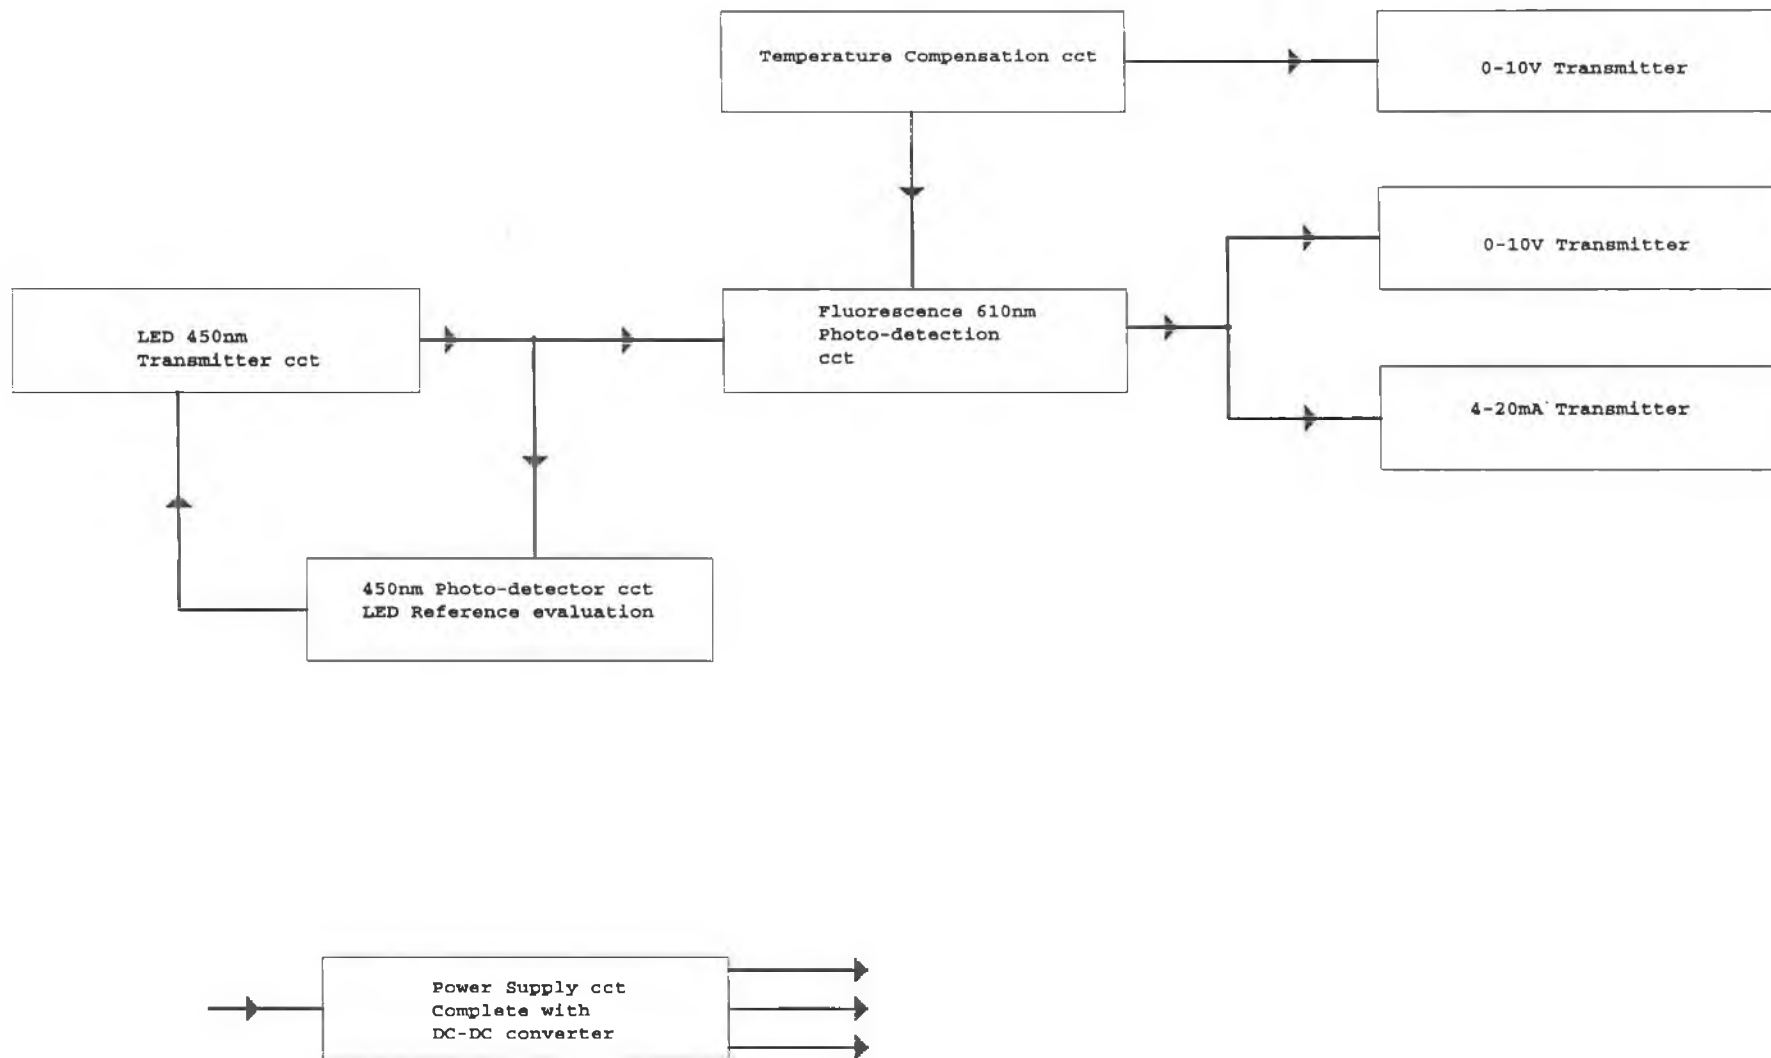 Temperature Compensation cct
0-10V Transmitter
0-10V Transmitter
LED 450nm
Transmitter cct
Fluorescence 610nm
Photo-detection
cct
4-20mA Transmitter
450nm Photo-detector cct
LED Reference evaluation
Power Supply cct
Complete with
DC-DC converter